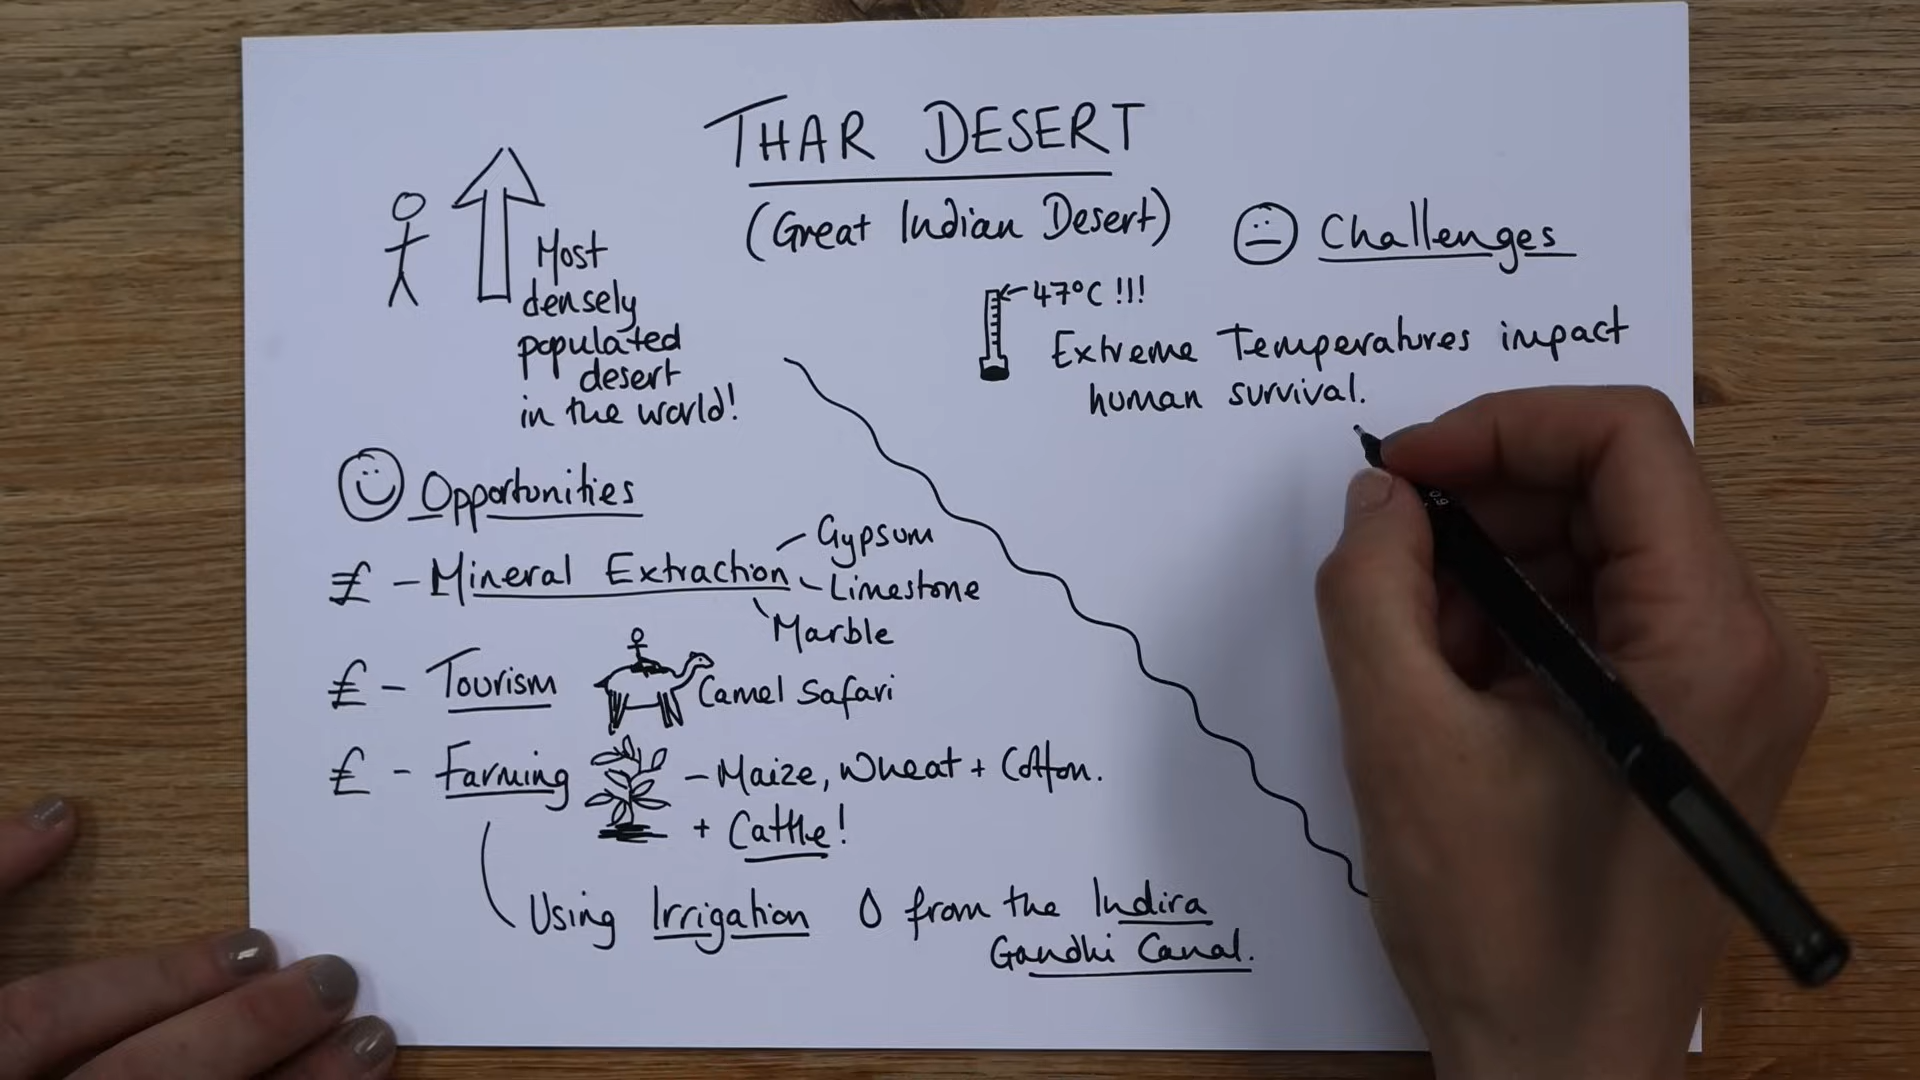 THAR DESERT
(Great Indian Desert)
Most
densely
populated
desert
in the world!
Challenges
47°C !!!
Extreme Temperatures impact
human survival.
Opportunities
£ - Mineral Extraction
Gypsum
Limestone
Marble
£ - Tourism
Camel Safari
£ - Farming
- Maize, Wheat + Cotton.
+ Cattle!
Using Irrigation from the Indira
Gandhi Canal.